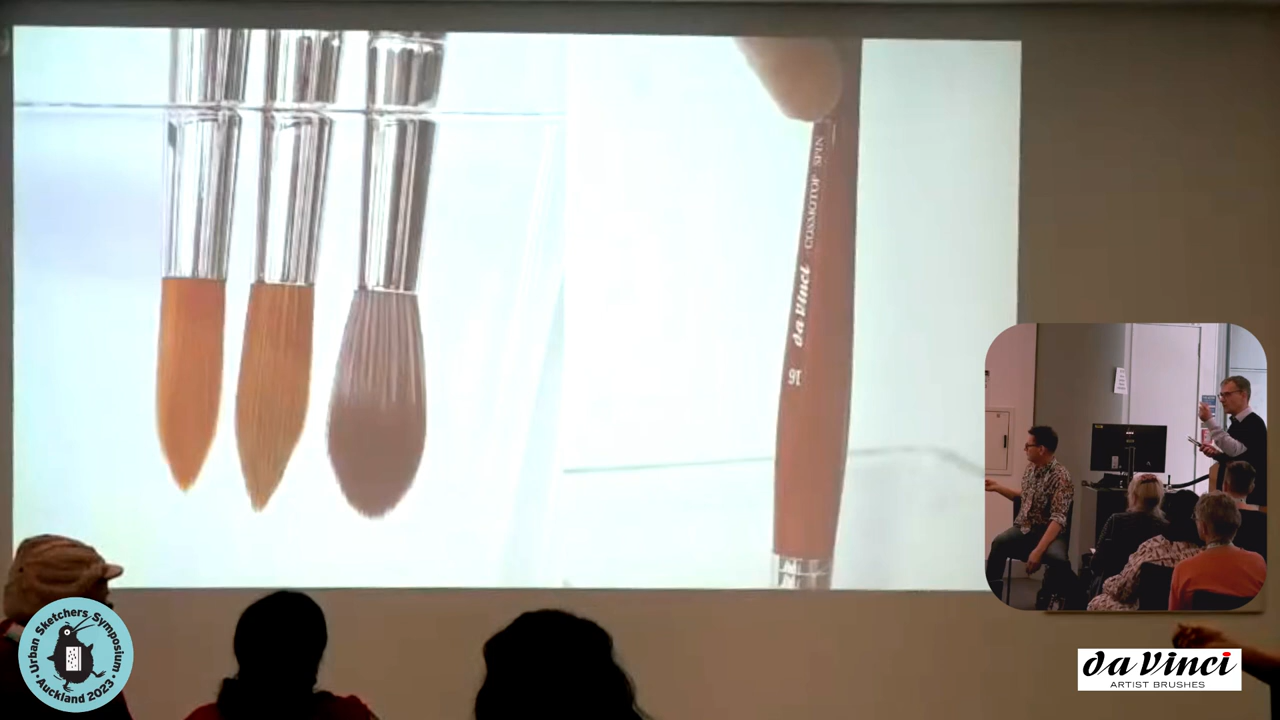 da Vinci COSMOTOP SPIN
16
Urban Sketchers Symposium
Auckland 2023
da Vinci
ARTIST BRUSHES